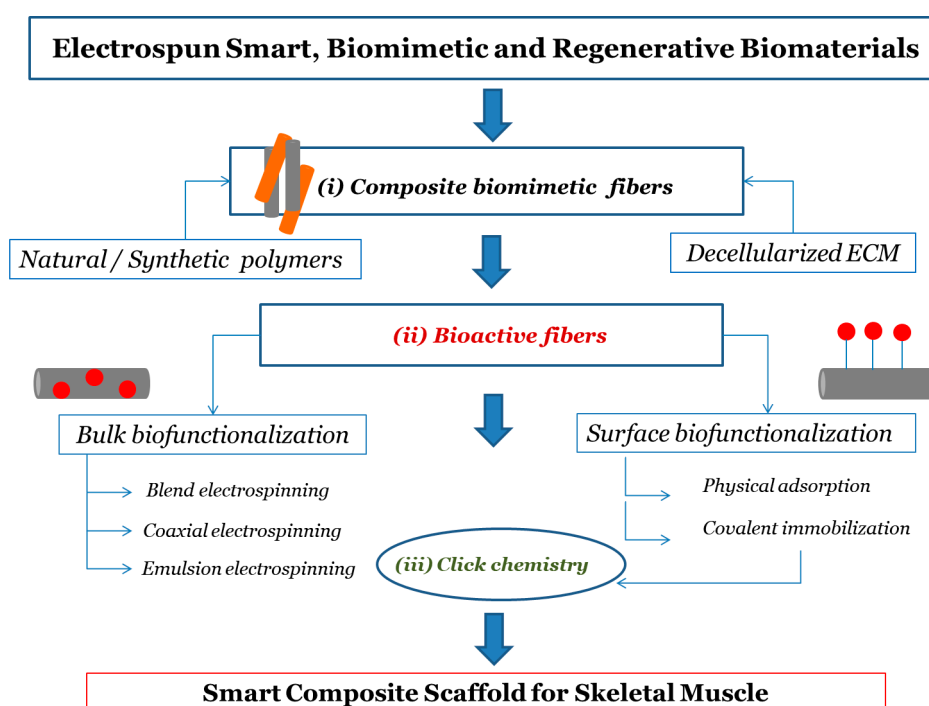 Electrospun Smart, Biomimetic and Regenerative Biomaterials
(i) Composite biomimetic fibers
Natural / Synthetic polymers
Decellularized ECM
(ii) Bioactive fibers
Bulk biofunctionalization
Surface biofunctionalization
Blend electrospinning
Physical adsorption
Coaxial electrospinning
Covalent immobilization
Emulsion electrospinning
(iii) Click chemistry
Smart Composite Scaffold for Skeletal Muscle